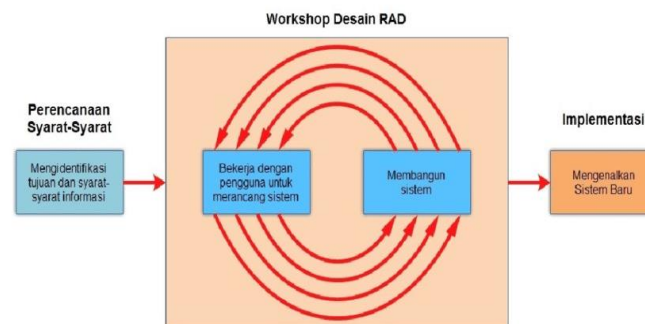 Workshop Desain RAD
Perencanaan
Syarat-Syarat
Mengidentifikasi
tujuan dan syarat-
syarat informasi
Bekerja dengan
pengguna untuk
merancang sistem
Membangun
sistem
Implementasi
Mengenalkan
Sistem Baru